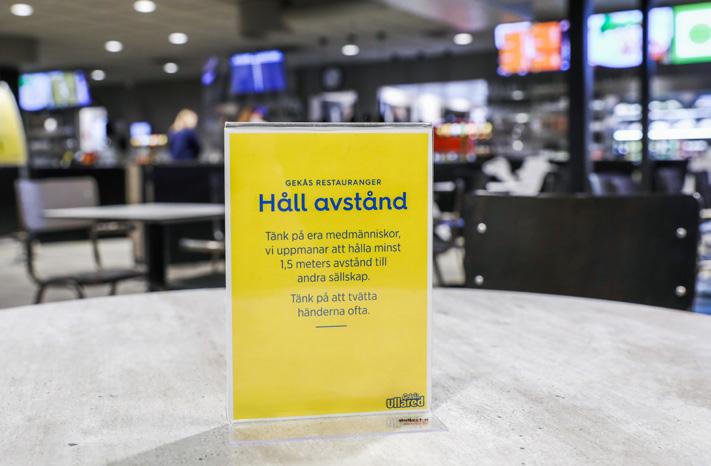 GEKÅS RESTAURANGER
Håll avstånd
Tänk på era medmänniskor,
vi uppmanar att hålla minst
1,5 meters avstånd till
andra sällskap.
Tänk på att tvätta
händerna ofta.
Gekås
Ullared